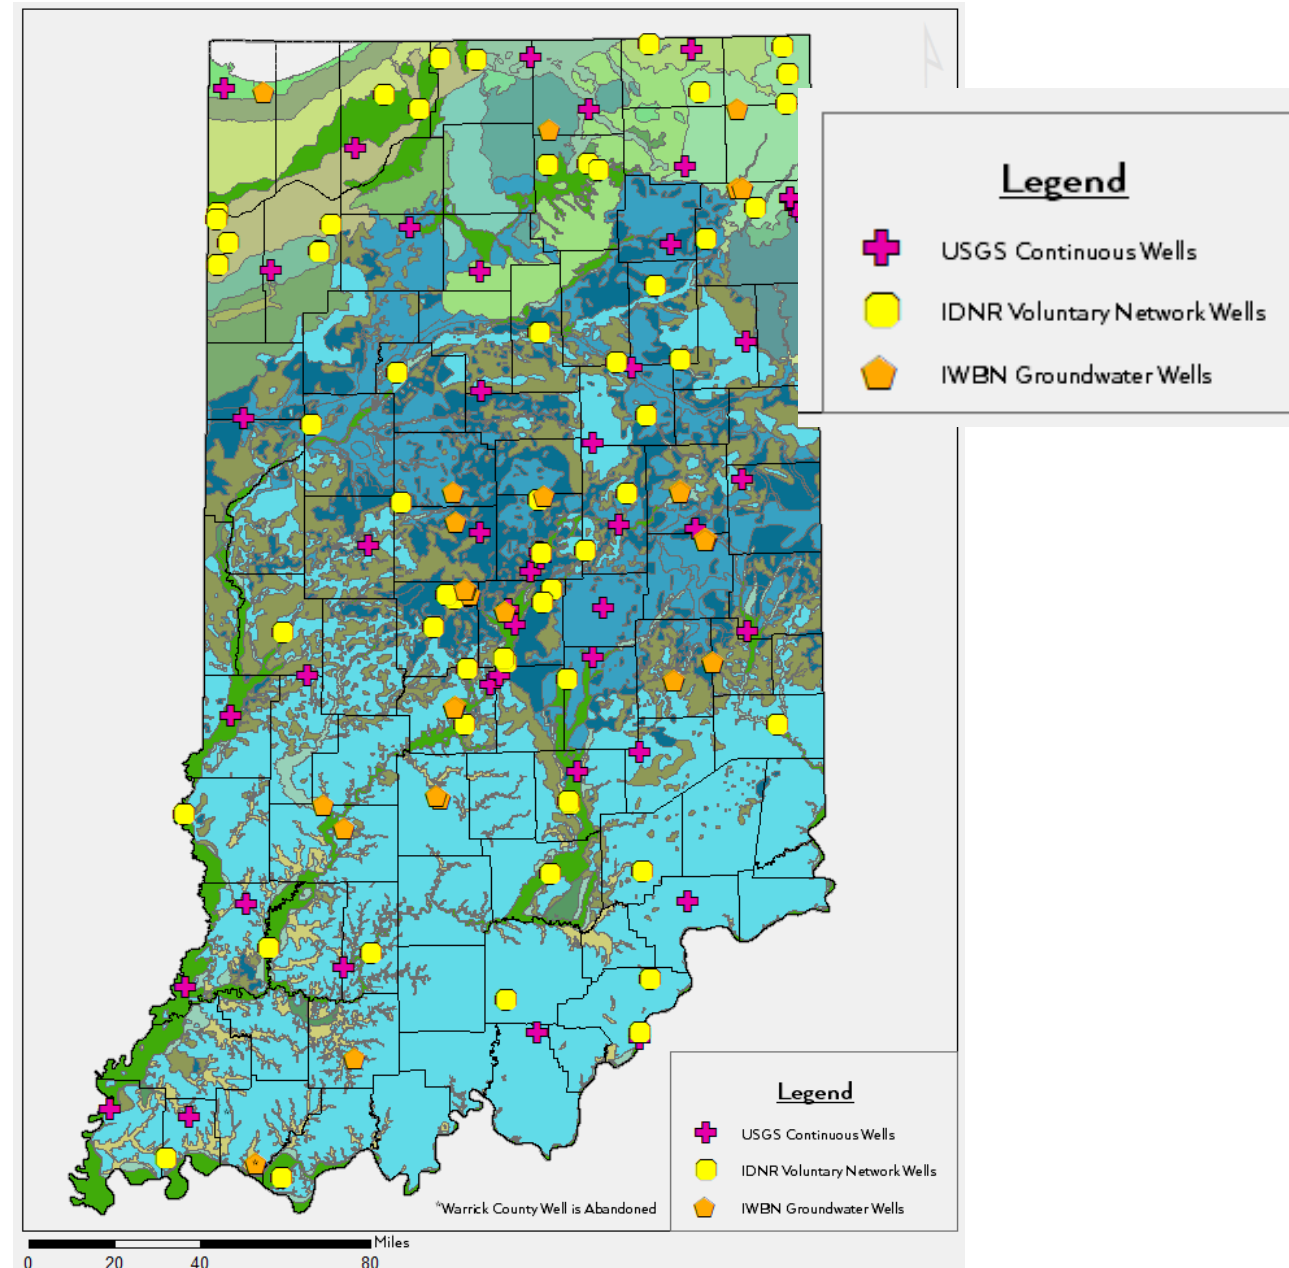 Legend
USGS Continuous Wells
IDNR Voluntary Network Wells
IWBN Groundwater Wells
Legend
USGS Continuous Wells
IDNR Voluntary Network Wells
*Warrick County Well is Abandoned
IWBN Groundwater Wells
Miles
0 20 40 80